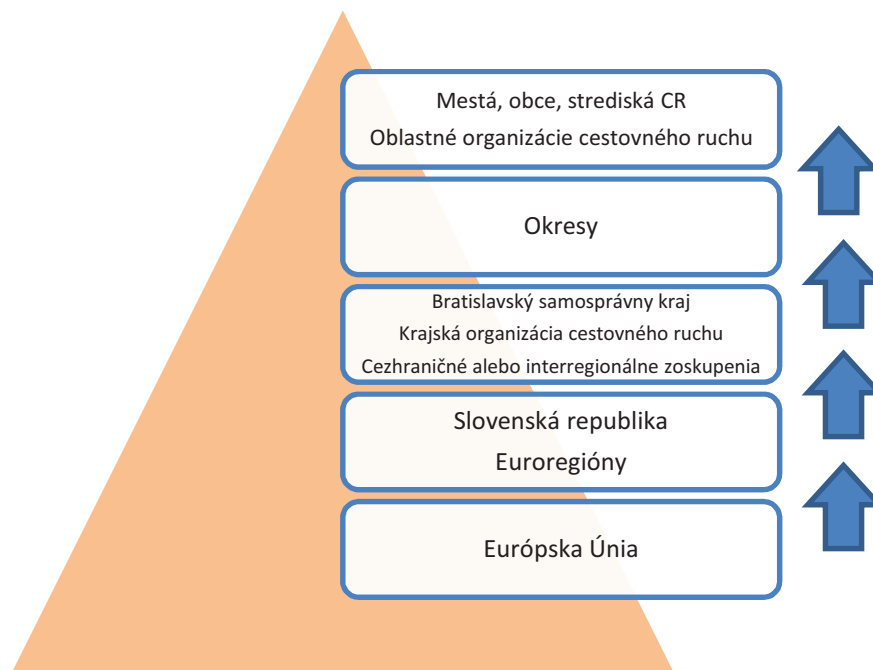 Mestá, obce, strediská CR
Oblastné organizácie cestovného ruchu
Okresy
Bratislavský samosprávny kraj
Krajská organizácia cestovného ruchu
Cezhraničné alebo interregionálne zoskupenia
Slovenská republika
Euroregióny
Európska Únia